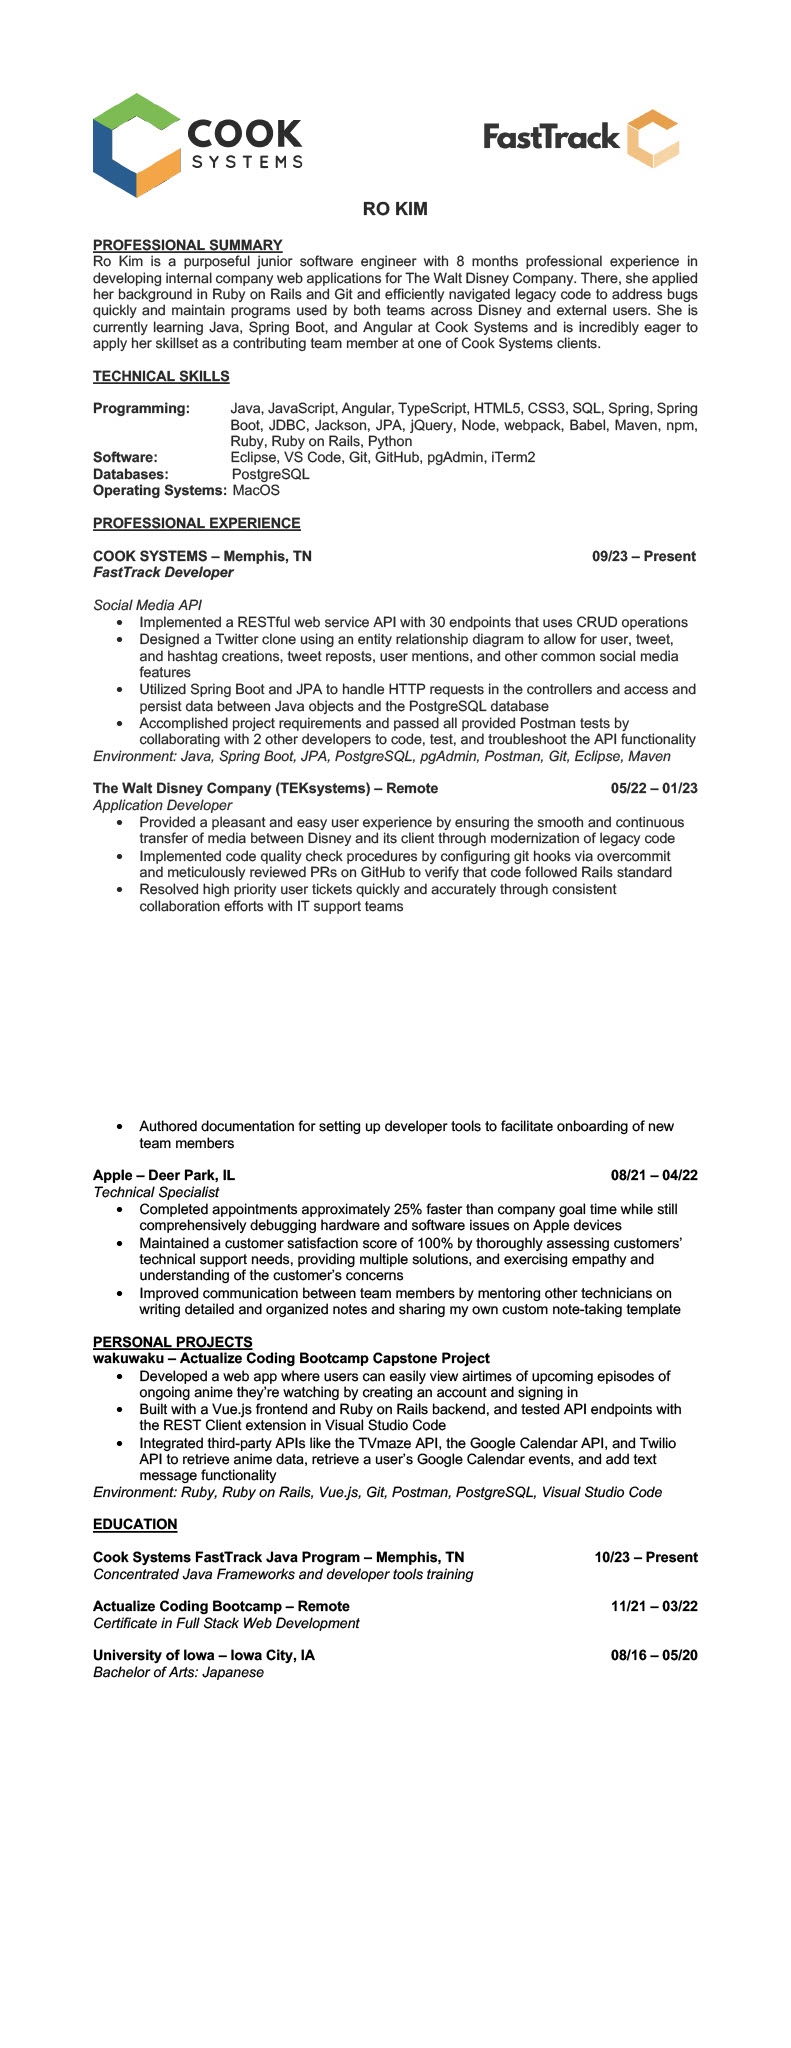 COOK
SYSTEMS
FastTrack
RO KIM
PROFESSIONAL SUMMARY
Ro Kim is a purposeful junior software engineer with 8 months professional experience in
developing internal company web applications for The Walt Disney Company. There, she applied
her background in Ruby on Rails and Git and efficiently navigated legacy code to address bugs
quickly and maintain programs used by both teams across Disney and external users. She is
currently learning Java, Spring Boot, and Angular at Cook Systems and is incredibly eager to
apply her skillset as a contributing team member at one of Cook Systems clients.
TECHNICAL SKILLS
Programming: Java, JavaScript, Angular, TypeScript, HTML5, CSS3, SQL, Spring, Spring
Boot, JDBC, Jackson, JPA, jQuery, Node, webpack, Babel, Maven, npm,
Ruby, Ruby on Rails, Python
Software: Eclipse, VS Code, Git, GitHub, pgAdmin, iTerm2
Databases: PostgreSQL
Operating Systems: MacOS
PROFESSIONAL EXPERIENCE
COOK SYSTEMS – Memphis, TN 09/23 – Present
FastTrack Developer
Social Media API
• Implemented a RESTful web service API with 30 endpoints that uses CRUD operations
• Designed a Twitter clone using an entity relationship diagram to allow for user, tweet,
and hashtag creations, tweet reposts, user mentions, and other common social media
features
• Utilized Spring Boot and JPA to handle HTTP requests in the controllers and access and
persist data between Java objects and the PostgreSQL database
• Accomplished project requirements and passed all provided Postman tests by
collaborating with 2 other developers to code, test, and troubleshoot the API functionality
Environment: Java, Spring Boot, JPA, PostgreSQL, pgAdmin, Postman, Git, Eclipse, Maven
The Walt Disney Company (TEKsystems) – Remote 05/22 – 01/23
Application Developer
• Provided a pleasant and easy user experience by ensuring the smooth and continuous
transfer of media between Disney and its client through modernization of legacy code
• Implemented code quality check procedures by configuring git hooks via overcommit
and meticulously reviewed PRs on GitHub to verify that code followed Rails standard
• Resolved high priority user tickets quickly and accurately through consistent
collaboration efforts with IT support teams
• Authored documentation for setting up developer tools to facilitate onboarding of new
team members
Apple – Deer Park, IL 08/21 – 04/22
Technical Specialist
• Completed appointments approximately 25% faster than company goal time while still
comprehensively debugging hardware and software issues on Apple devices
• Maintained a customer satisfaction score of 100% by thoroughly assessing customers’
technical support needs, providing multiple solutions, and exercising empathy and
understanding of the customer’s concerns
• Improved communication between team members by mentoring other technicians on
writing detailed and organized notes and sharing my own custom note-taking template
PERSONAL PROJECTS
wakuwaku – Actualize Coding Bootcamp Capstone Project
• Developed a web app where users can easily view airtimes of upcoming episodes of
ongoing anime they’re watching by creating an account and signing in
• Built with a Vue.js frontend and Ruby on Rails backend, and tested API endpoints with
the REST Client extension in Visual Studio Code
• Integrated third-party APIs like the TVmaze API, the Google Calendar API, and Twilio
API to retrieve anime data, retrieve a user’s Google Calendar events, and add text
message functionality
Environment: Ruby, Ruby on Rails, Vue.js, Git, Postman, PostgreSQL, Visual Studio Code
EDUCATION
Cook Systems FastTrack Java Program – Memphis, TN 10/23 – Present
Concentrated Java Frameworks and developer tools training
Actualize Coding Bootcamp – Remote 11/21 – 03/22
Certificate in Full Stack Web Development
University of Iowa – Iowa City, IA 08/16 – 05/20
Bachelor of Arts: Japanese